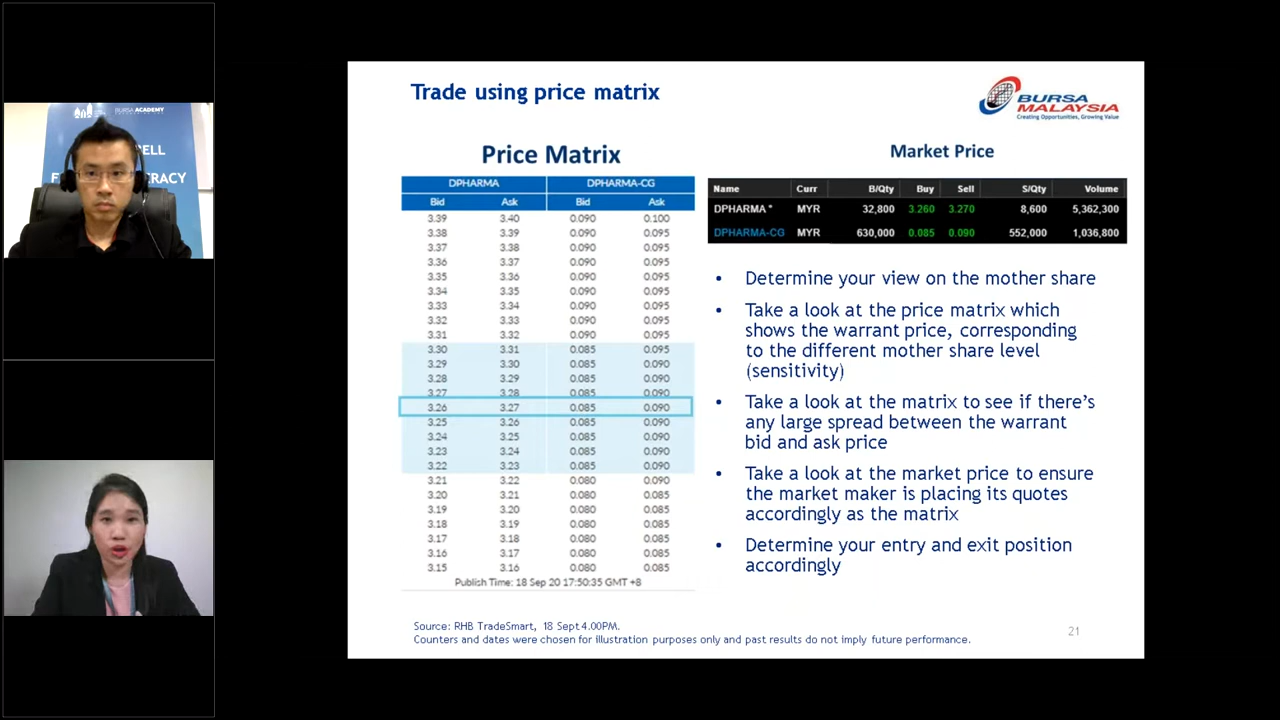 BURSA ACADEMY
BELL
F CRACY
Trade using price matrix
BURSA
MALAYSIA
Creating Opportunities, Growing Value
Price Matrix
DPHARMA DPHARMA-CG
Bid Ask Bid Ask
3.39 3.40 0.090 0.100
3.38 3.39 0.090 0.095
3.37 3.38 0.090 0.095
3.36 3.37 0.090 0.095
3.35 3.36 0.090 0.095
3.34 3.35 0.090 0.095
3.33 3.34 0.090 0.095
3.32 3.33 0.090 0.095
3.31 3.32 0.090 0.095
3.30 3.31 0.085 0.095
3.29 3.30 0.085 0.090
3.28 3.29 0.085 0.090
3.27 3.28 0.085 0.090
3.26 3.27 0.085 0.090
3.25 3.26 0.085 0.090
3.24 3.25 0.085 0.090
3.23 3.24 0.085 0.090
3.22 3.23 0.085 0.090
3.21 3.22 0.080 0.090
3.20 3.21 0.080 0.085
3.19 3.20 0.080 0.085
3.18 3.19 0.080 0.085
3.17 3.18 0.080 0.085
3.16 3.17 0.080 0.085
3.15 3.16 0.080 0.085
Publish Time: 18 Sep 20 17:50:35 GMT +8
Market Price
Name Curr B/Qty Buy Sell S/Qty Volume
DPHARMA * MYR 32,800 3.260 3.270 8,600 5,362,300
DPHARMA-CG MYR 630,000 0.085 0.090 552,000 1,036,800
• Determine your view on the mother share
• Take a look at the price matrix which
shows the warrant price, corresponding
to the different mother share level
(sensitivity)
• Take a look at the matrix to see if there's
any large spread between the warrant
bid and ask price
• Take a look at the market price to ensure
the market maker is placing its quotes
accordingly as the matrix
• Determine your entry and exit position
accordingly
Source: RHB TradeSmart, 18 Sept 4.00PM.
Counters and dates were chosen for illustration purposes only and past results do not imply future performance.
21